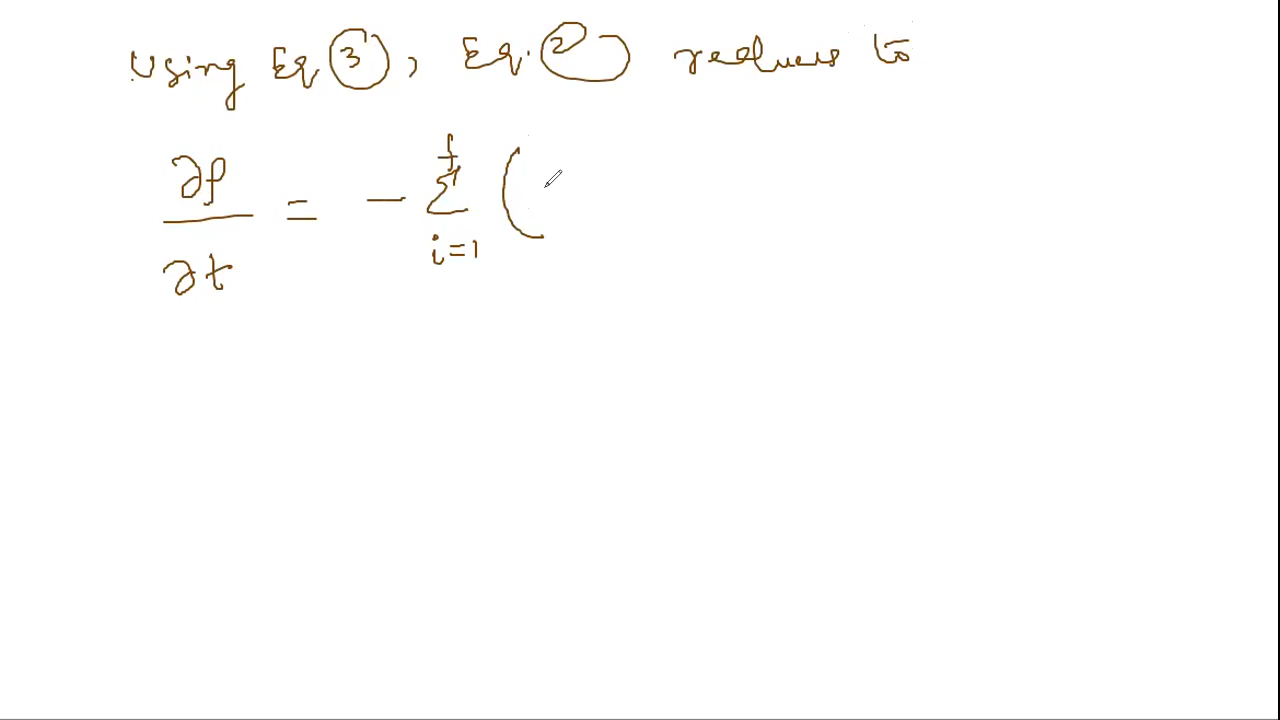 Using Eq ③, Eq. ② reduces to
∂ρ/∂t = - Σ_{i=1}^{f} (